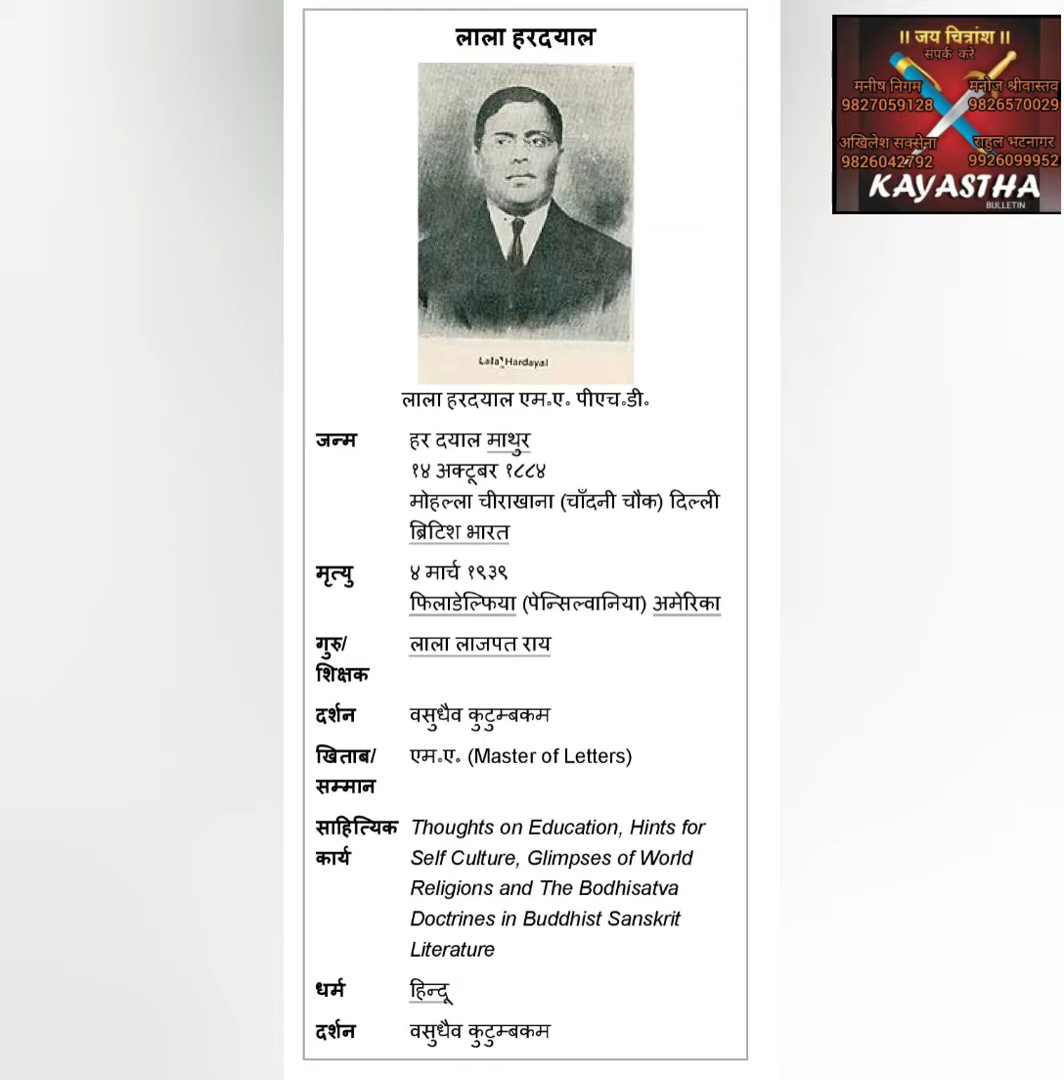 लाला हरदयाल
Lala Hardayal
लाला हरदयाल एम॰ए॰ पीएच॰डी॰
जन्म हर दयाल माथुर
१४ अक्टूबर १८८४
मोहल्ला चीराखाना (चाँदनी चौक) दिल्ली
ब्रिटिश भारत
मृत्यु ४ मार्च १९३९
फिलाडेल्फिया (पेन्सिल्वानिया) अमेरिका
गुरु/ लाला लाजपत राय
शिक्षक
दर्शन वसुधैव कुटुम्बकम
खिताब/ एम॰ए॰ (Master of Letters)
सम्मान
साहित्यिक Thoughts on Education, Hints for
कार्य Self Culture, Glimpses of World
Religions and The Bodhisatva
Doctrines in Buddhist Sanskrit
Literature
धर्म हिन्दू
दर्शन वसुधैव कुटुम्बकम
॥ जय चित्रांश ॥
संपर्क करे
मनीष निगम मनोज श्रीवास्तव
9827059128 9826570029
अखिलेश सक्सेना राहुल भटनागर
9826042792 9926099952
KAYASTHA
BULLETIN